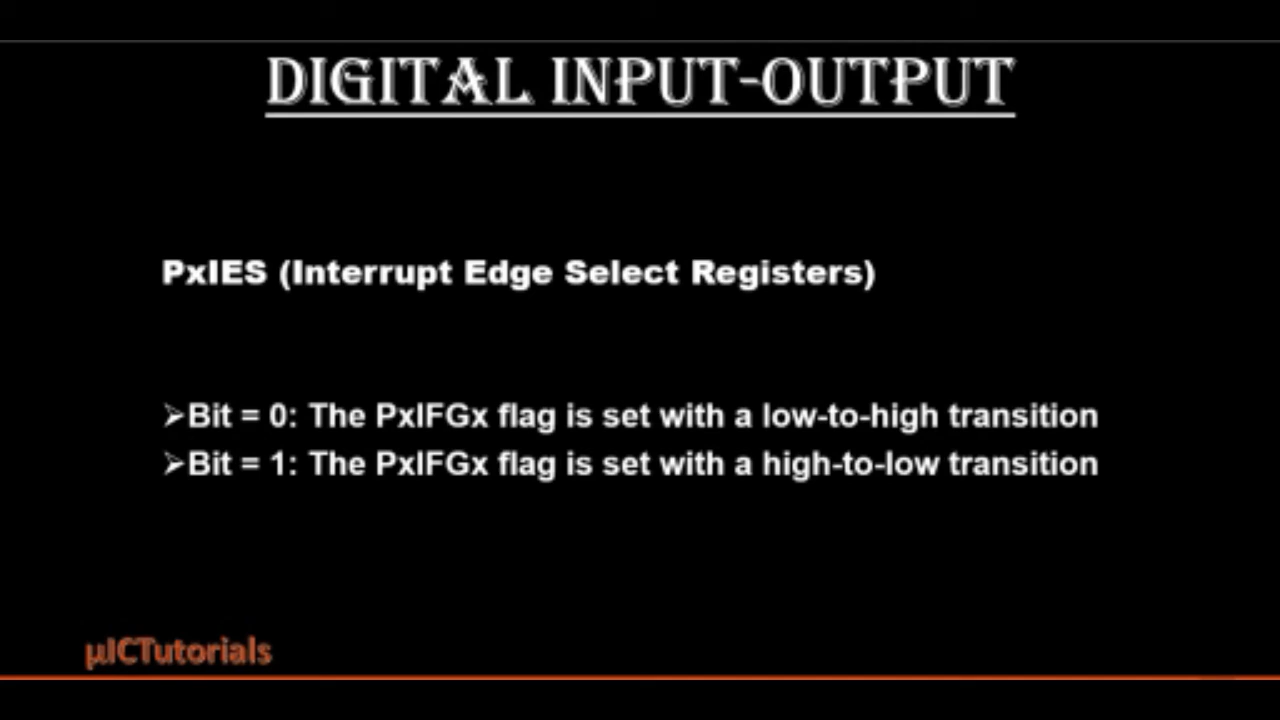 DIGITAL INPUT-OUTPUT
PxIES (Interrupt Edge Select Registers)
➢Bit = 0: The PxIFGx flag is set with a low-to-high transition
➢Bit = 1: The PxIFGx flag is set with a high-to-low transition
µICTutorials